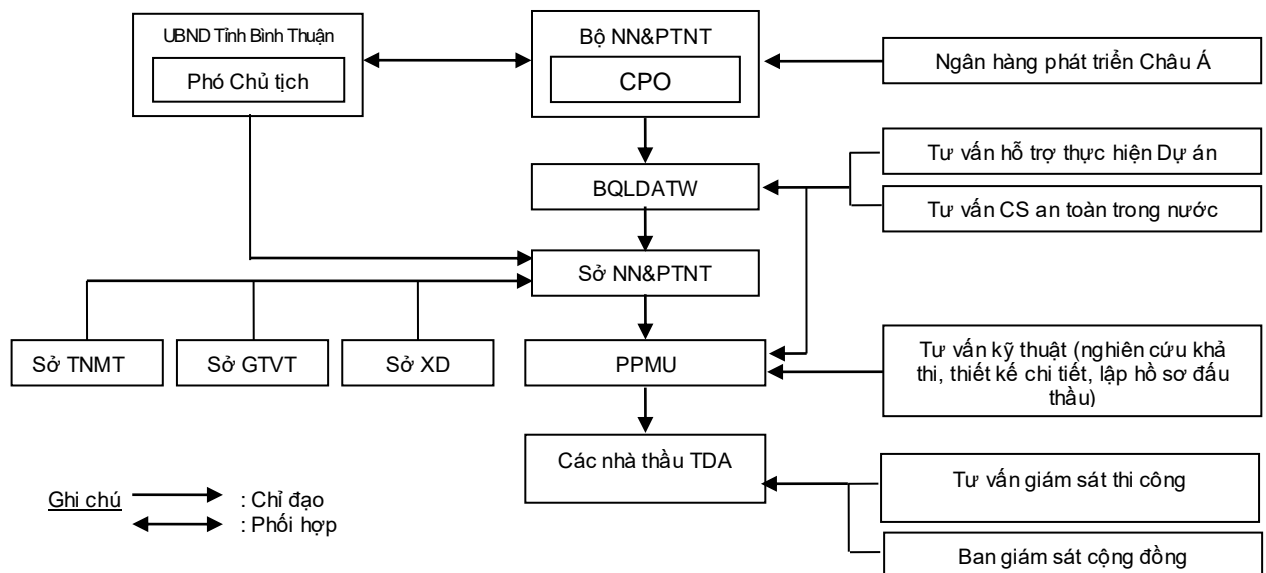 UBND Tỉnh Bình Thuận
Phó Chủ tịch
Bộ NN&PTNT
CPO
Ngân hàng phát triển Châu Á
Tư vấn hỗ trợ thực hiện Dự án
BQLDATW
Tư vấn CS an toàn trong nước
Sở NN&PTNT
Sở TNMT
Sở GTVT
Sở XD
PPMU
Tư vấn kỹ thuật (nghiên cứu khả
thi, thiết kế chi tiết, lập hồ sơ đấu
thầu)
Các nhà thầu TDA
Tư vấn giám sát thi công
Ghi chú : Chỉ đạo
: Phối hợp
Ban giám sát cộng đồng